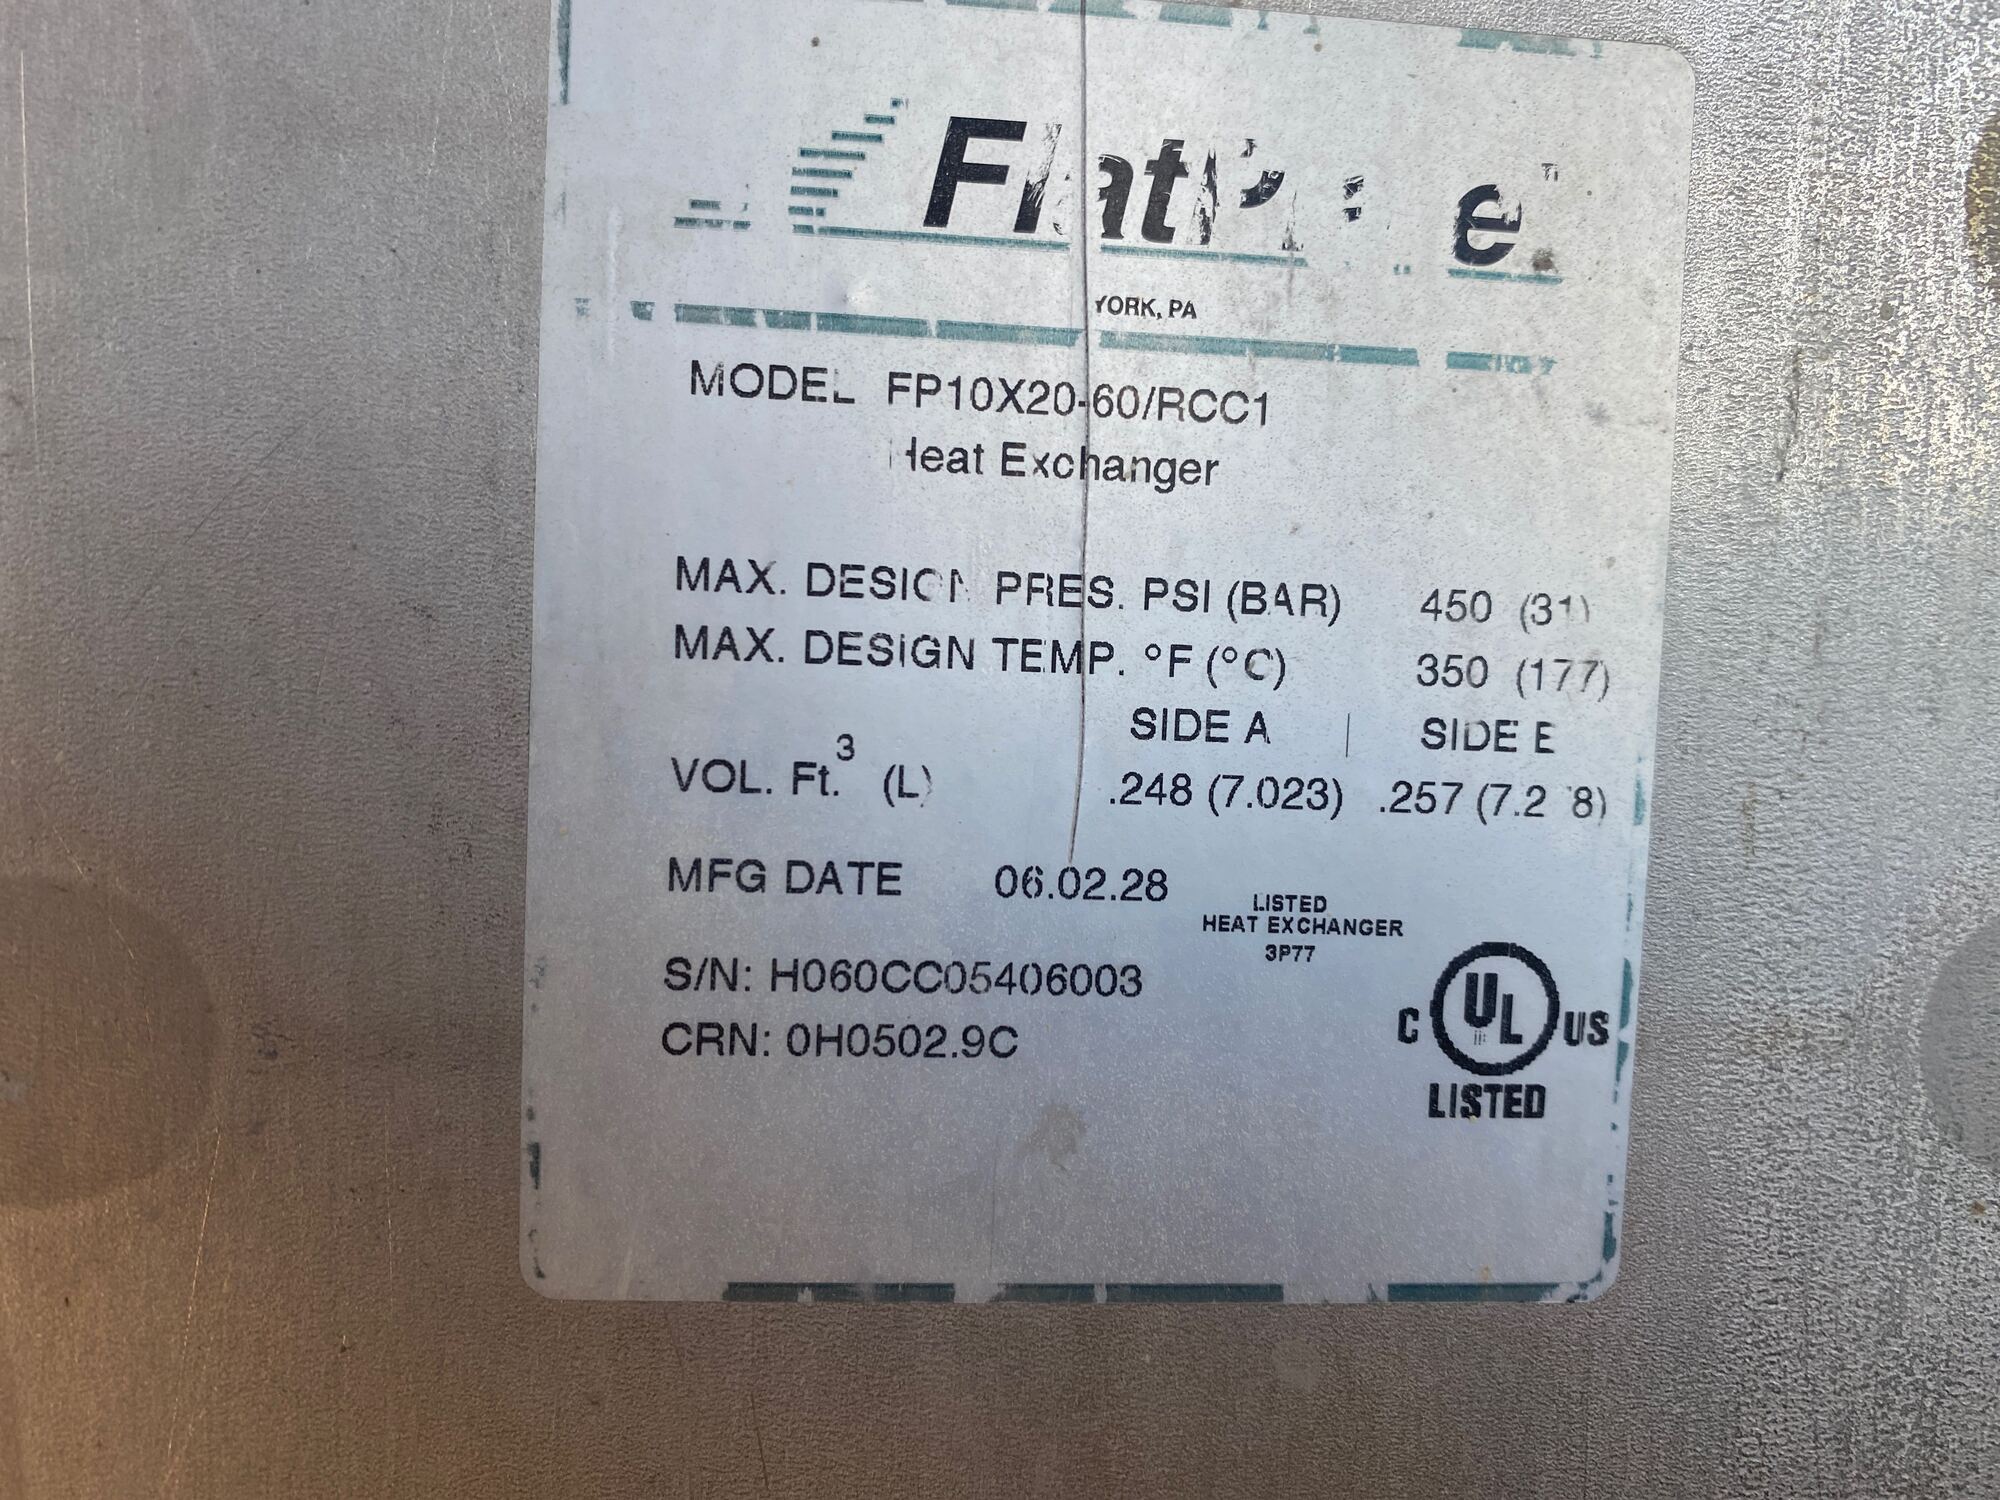 YORK, PA
MODEL FP10X20-60/RCC1
Heat Exchanger
MAX. DESIGN PRES. PSI (BAR) 450 (31)
MAX. DESIGN TEMP. °F (°C) 350 (177)
SIDE A | SIDE B
VOL. Ft.³ (L) .248 (7.023) .257
MFG DATE 06.02.28
LISTED
HEAT EXCHANGER
3P77
S/N: H060CC05406003
CRN: 0H0502.9C
C UL US
LISTED